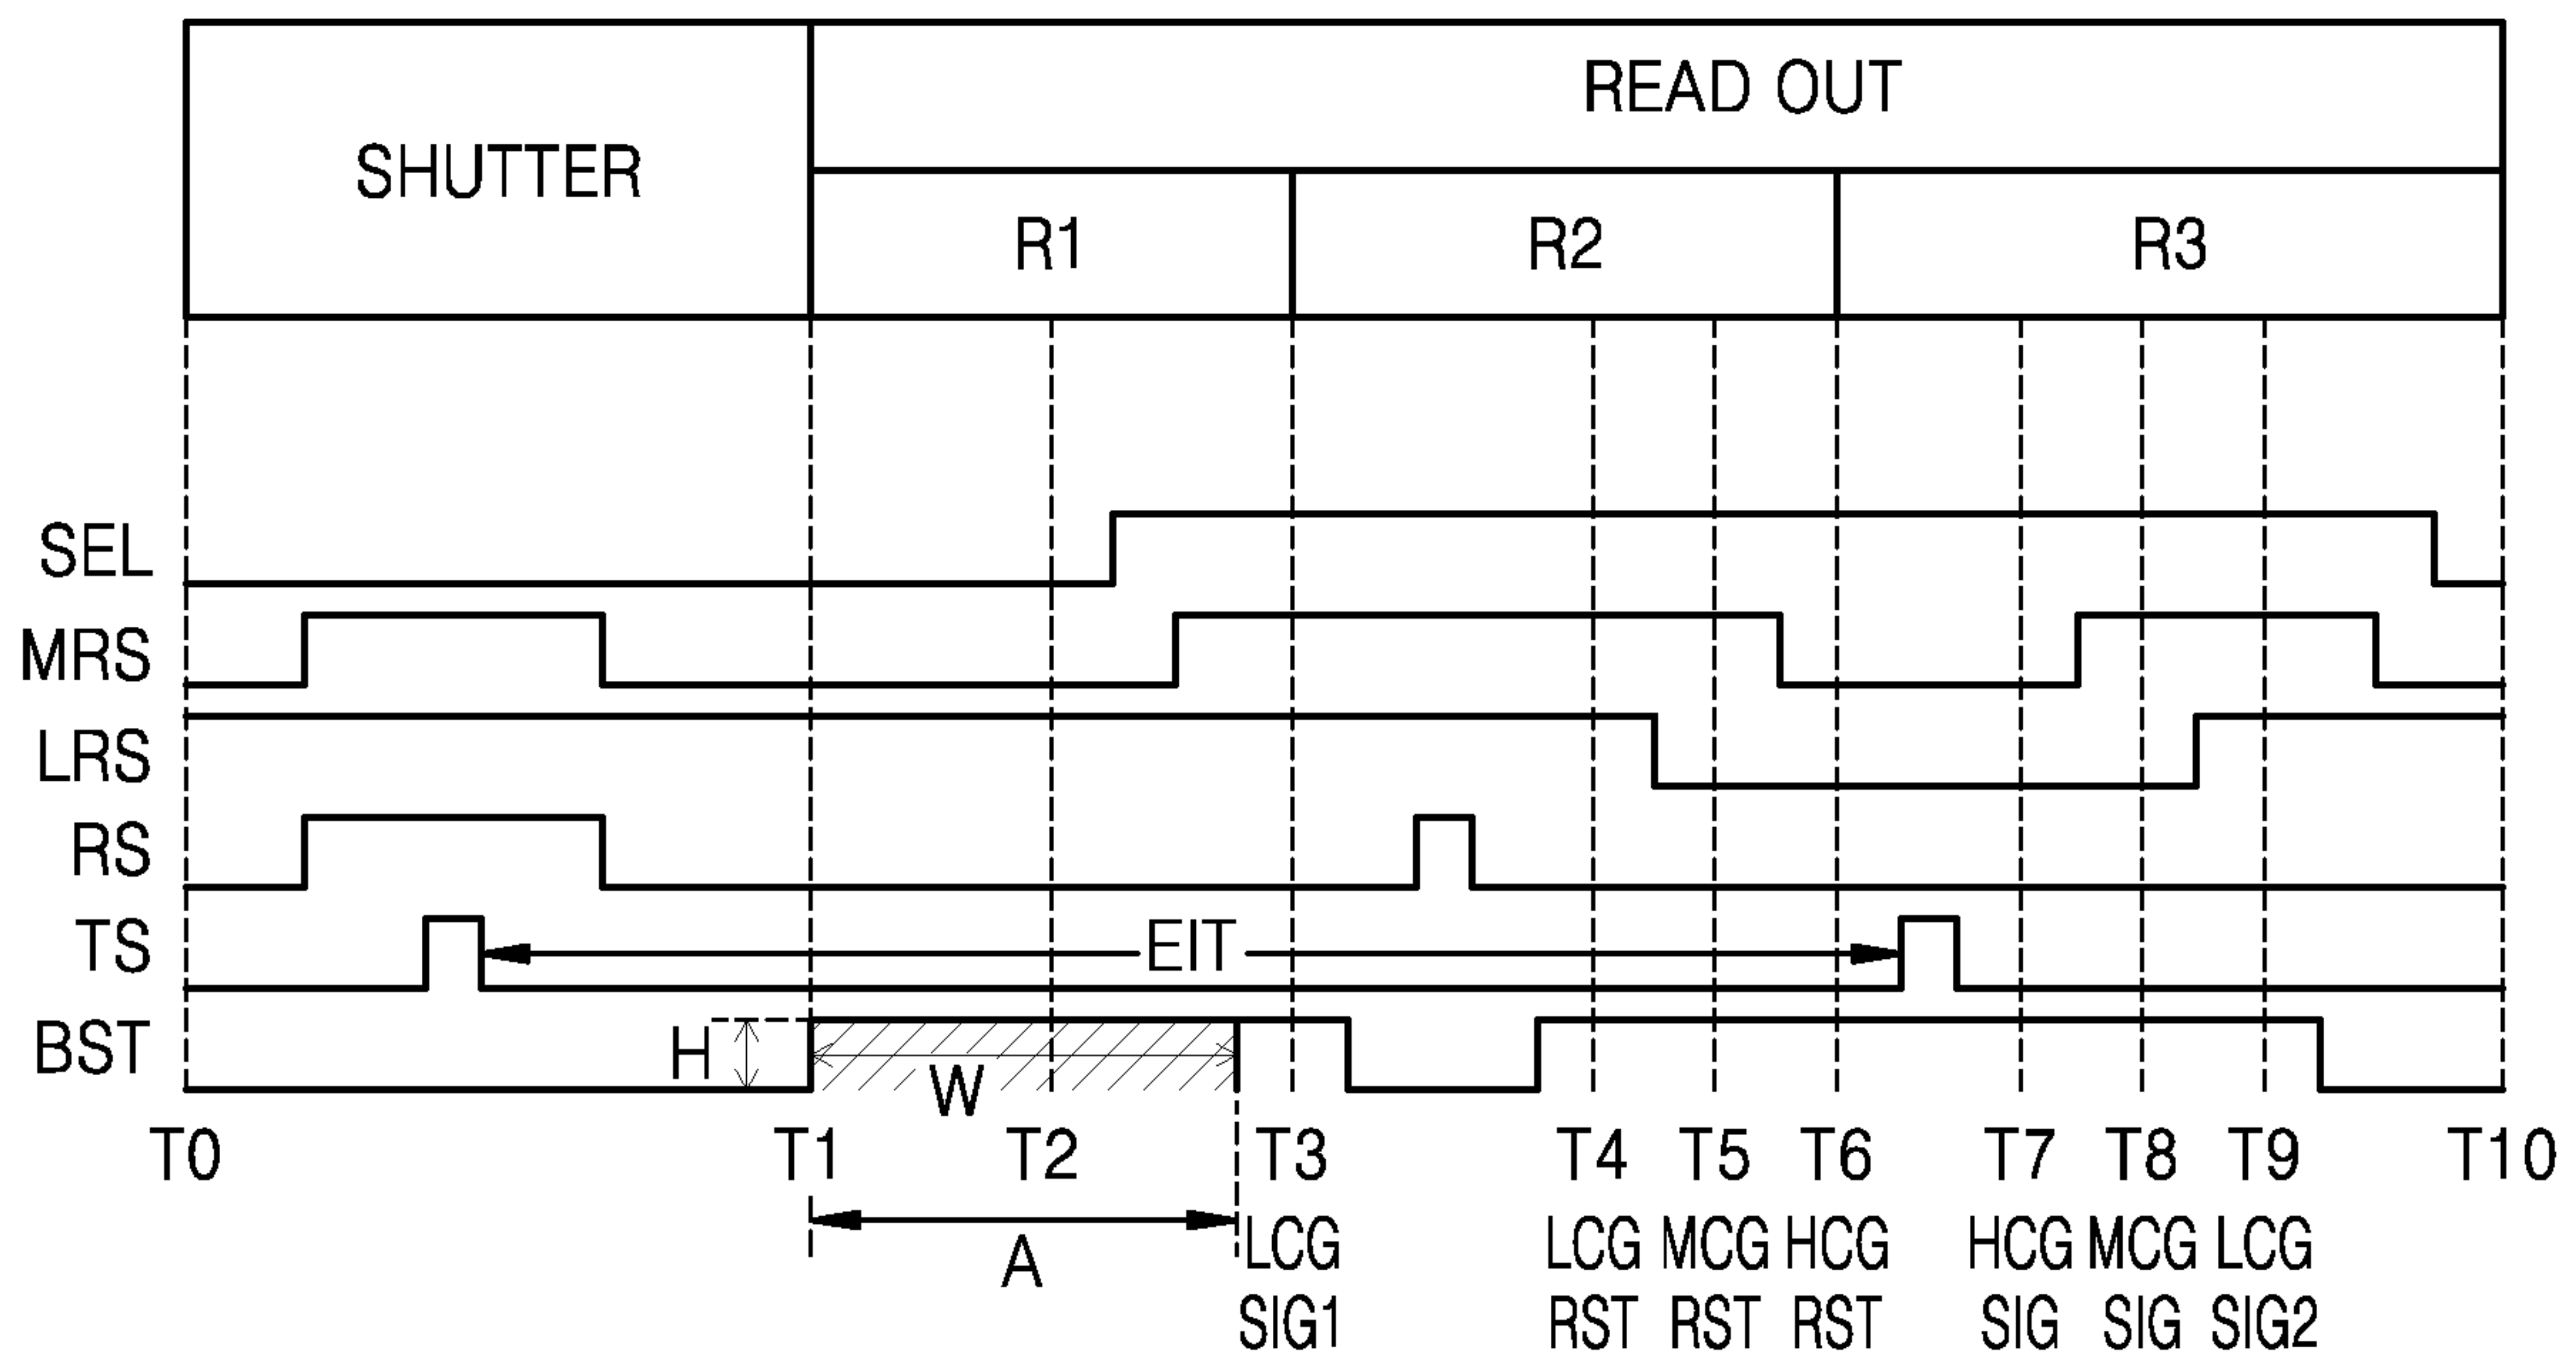 SHUTTER
READ OUT
R1 R2 R3
SEL
MRS
LRS
RS
TS EIT
BST H W
T0 T1 T2 T3 T4 T5 T6 T7 T8 T9 T10
A LCG LCG MCG HCG HCG MCG LCG
SIG1 RST RST RST SIG SIG SIG2